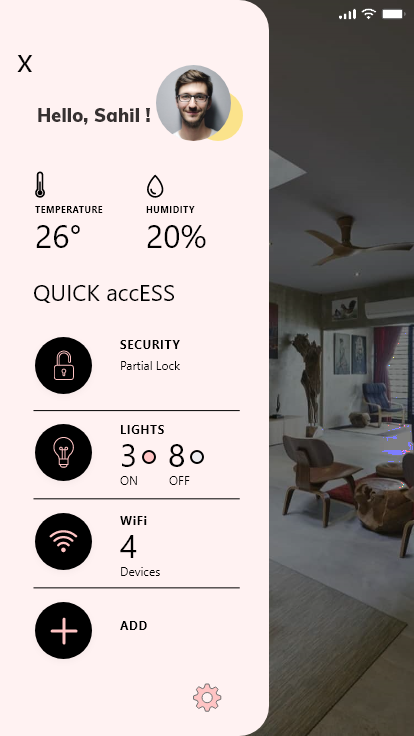 X
Hello, Sahil !
TEMPERATURE
HUMIDITY
26°
20%
QUICK accESS
SECURITY
Partial Lock
LIGHTS
3 8
ON OFF
WiFi
4
Devices
ADD